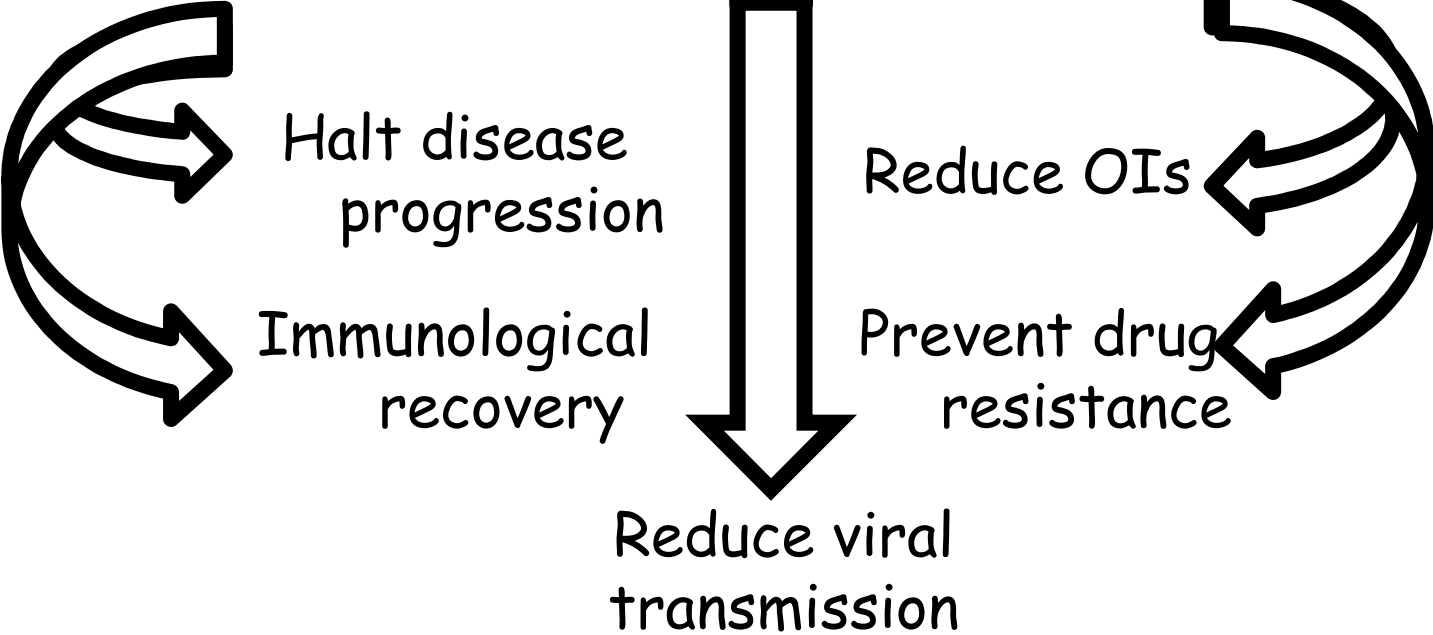 Halt disease
progression
Reduce OIs
Immunological
recovery
Prevent drug
resistance
Reduce viral
transmission